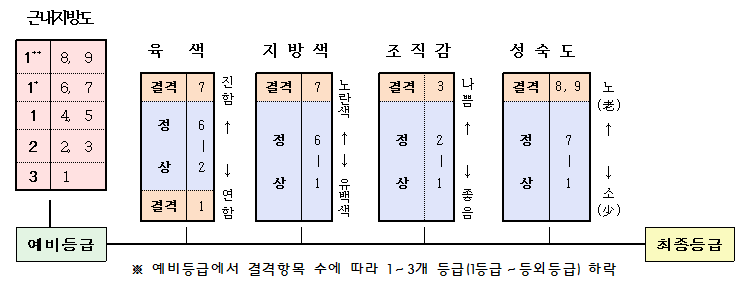 근내지방도
1++ 8, 9
1+ 6, 7
1 4, 5
2 2, 3
3 1
육 색
결격 7
정 6
|
상 2
결격 1
진함
↑
↓
연함
지방색
결격 7
정 6
|
상 1
노란색
↑
↓
유백색
조직감
결격 3
정 2
|
상 1
나쁨
↑
↓
좋음
성숙도
결격 8, 9
정 7
|
상 1
노(老)
↑
↓
소(少)
예비등급
최종등급
※ 예비등급에서 결격항목 수에 따라 1~3개 등급(1등급 ~ 등외등급) 하락